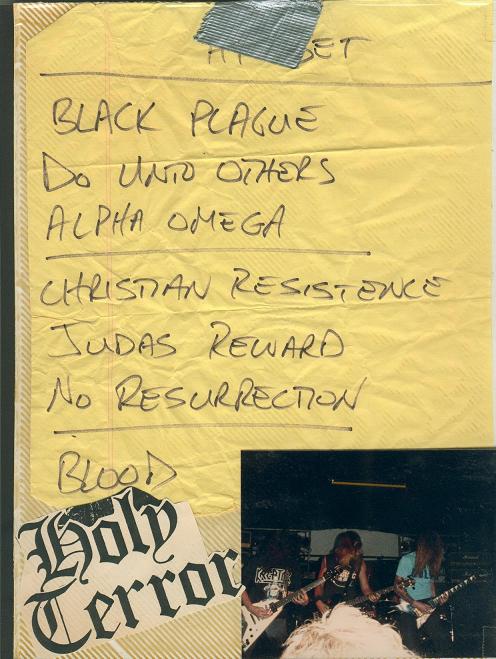 SET
BLACK PLAGUE
DO UNTO OTHERS
ALPHA OMEGA
CHRISTIAN RESISTENCE
JUDAS REWARD
NO RESURRECTION
BLOOD
Holy
Terror